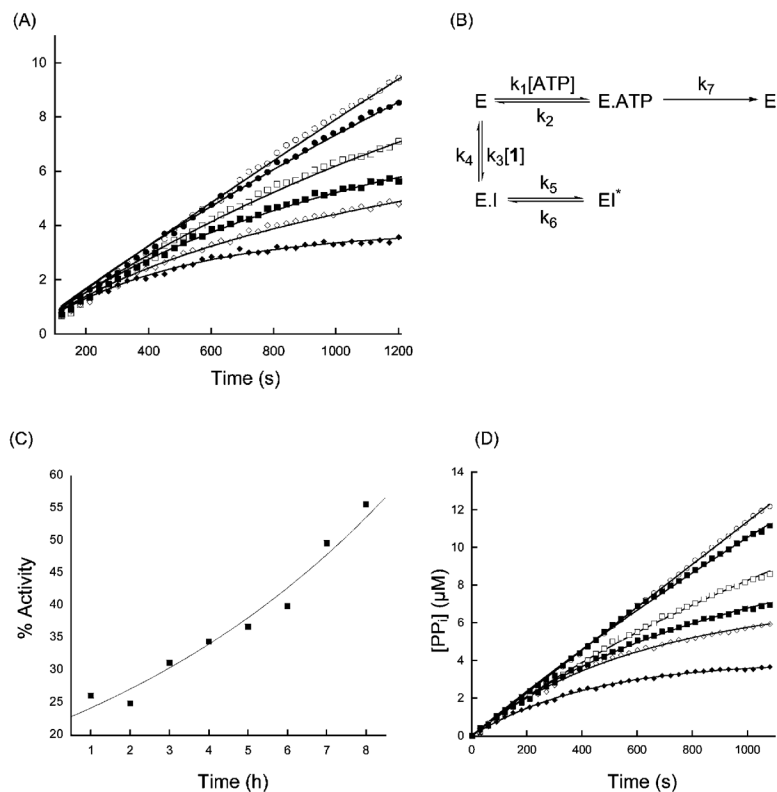 (A)
10
8
6
4
2
0
200 400 600 800 1000 1200
Time (s)
(B)
E k₁[ATP] k₂ E.ATP k₇ E
k₄ k₃[1]
E.I k₅ k₆ EI*
(C)
60
55
50
45
40
35
30
25
20
% Activity
1 2 3 4 5 6 7 8
Time (h)
(D)
14
12
10
8
6
4
2
0
[PPᵢ] (µM)
0 200 400 600 800 1000
Time (s)